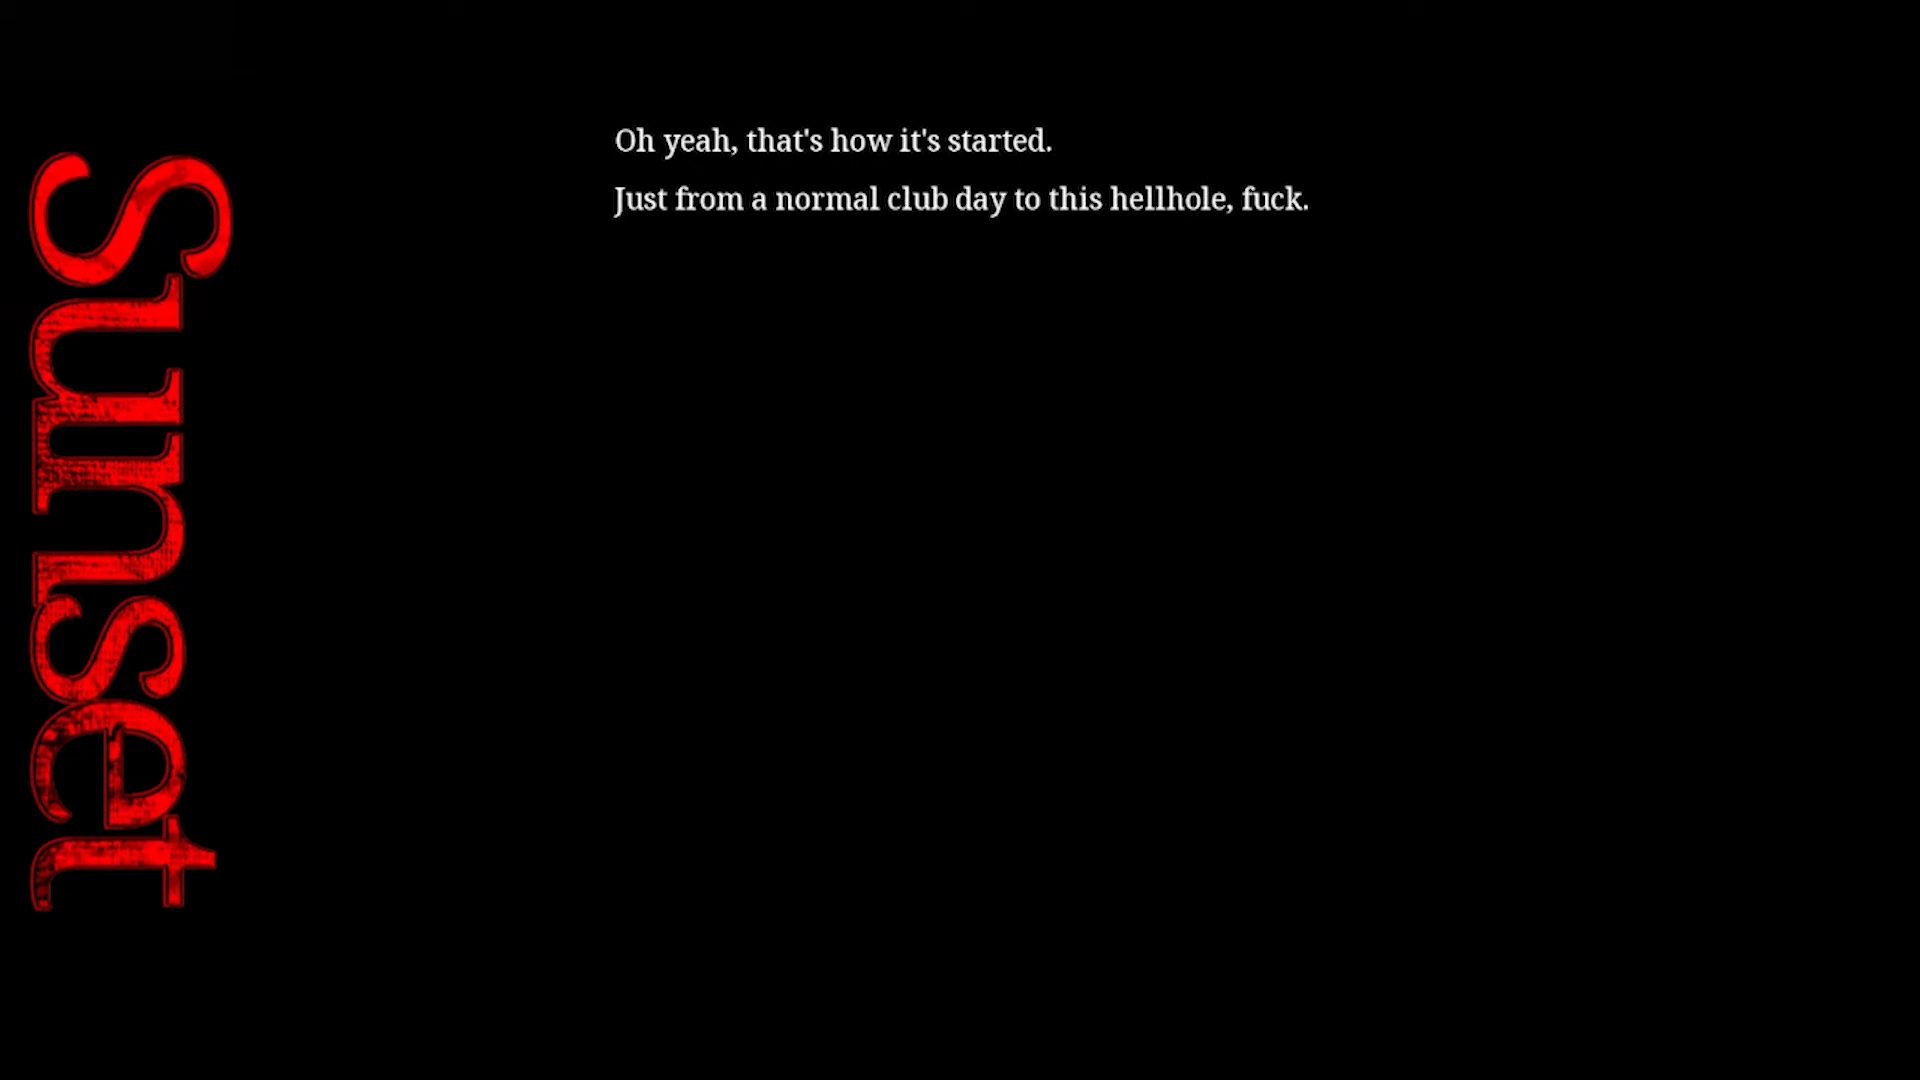 Sunset
Oh yeah, that's how it's started.
Just from a normal club day to this hellhole, fuck.